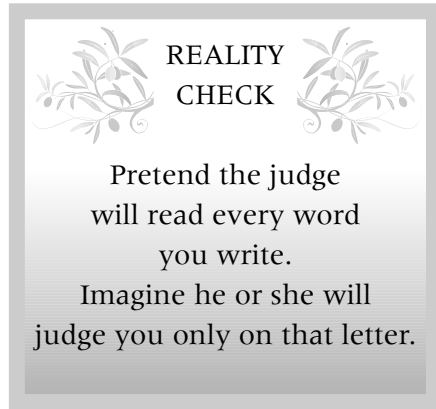 REALITY
CHECK
Pretend the judge
will read every word
you write.
Imagine he or she will
judge you only on that letter.